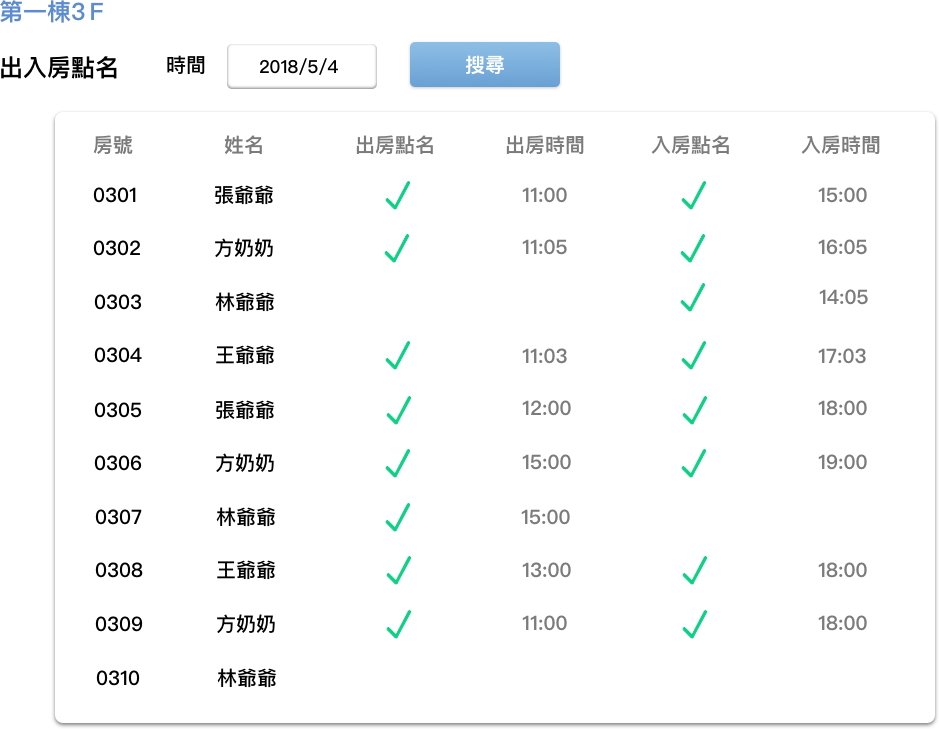 第一棟3F
出入房點名 時間 2018/5/4 搜尋
房號 姓名 出房點名 出房時間 入房點名 入房時間
0301 張爺爺 11:00 15:00
0302 方奶奶 11:05 16:05
0303 林爺爺 14:05
0304 王爺爺 11:03 17:03
0305 張爺爺 12:00 18:00
0306 方奶奶 15:00 19:00
0307 林爺爺 15:00
0308 王爺爺 13:00 18:00
0309 方奶奶 11:00 18:00
0310 林爺爺